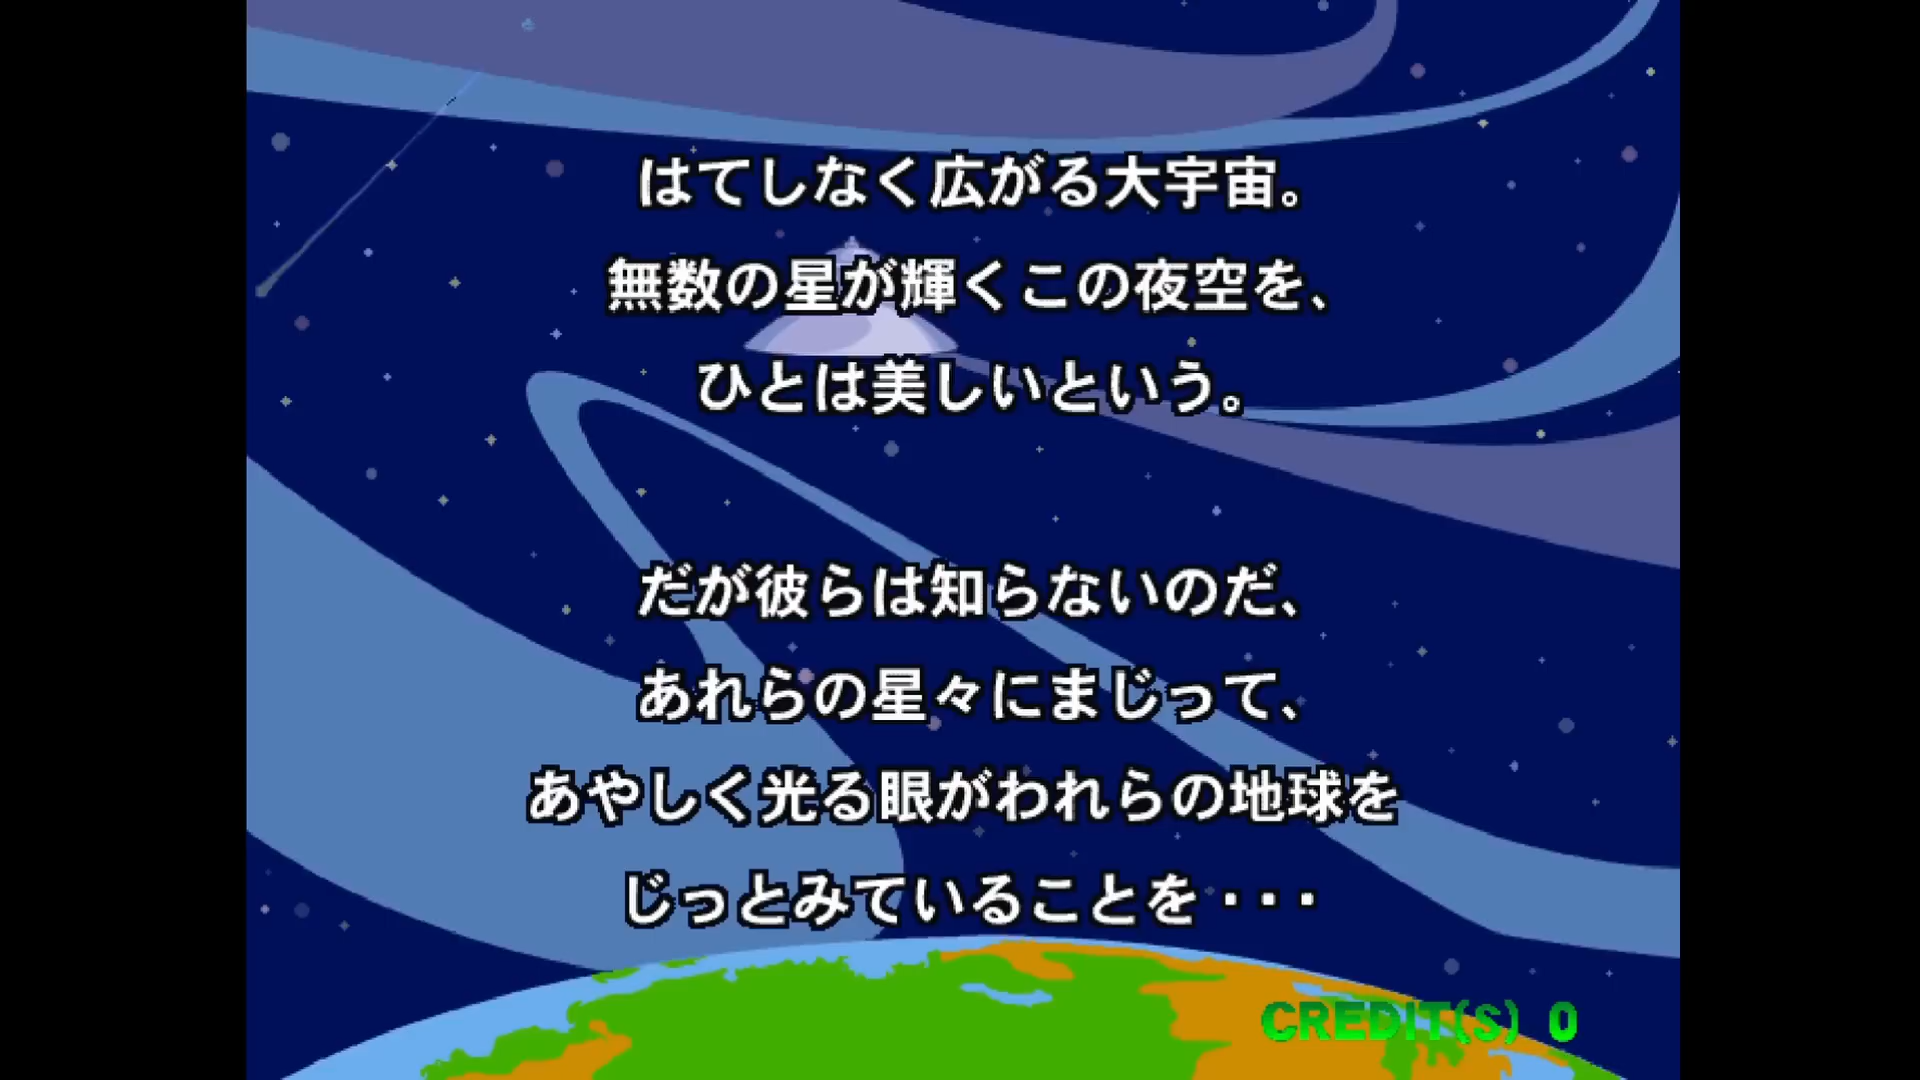 はてしなく広がる大宇宙。
無数の星が輝くこの夜空を、
ひとは美しいという。
だが彼らは知らないのだ、
あれらの星々にまじって、
あやしく光る眼がわれらの地球を
じっとみていることを・・・
CREDIT(S) 0